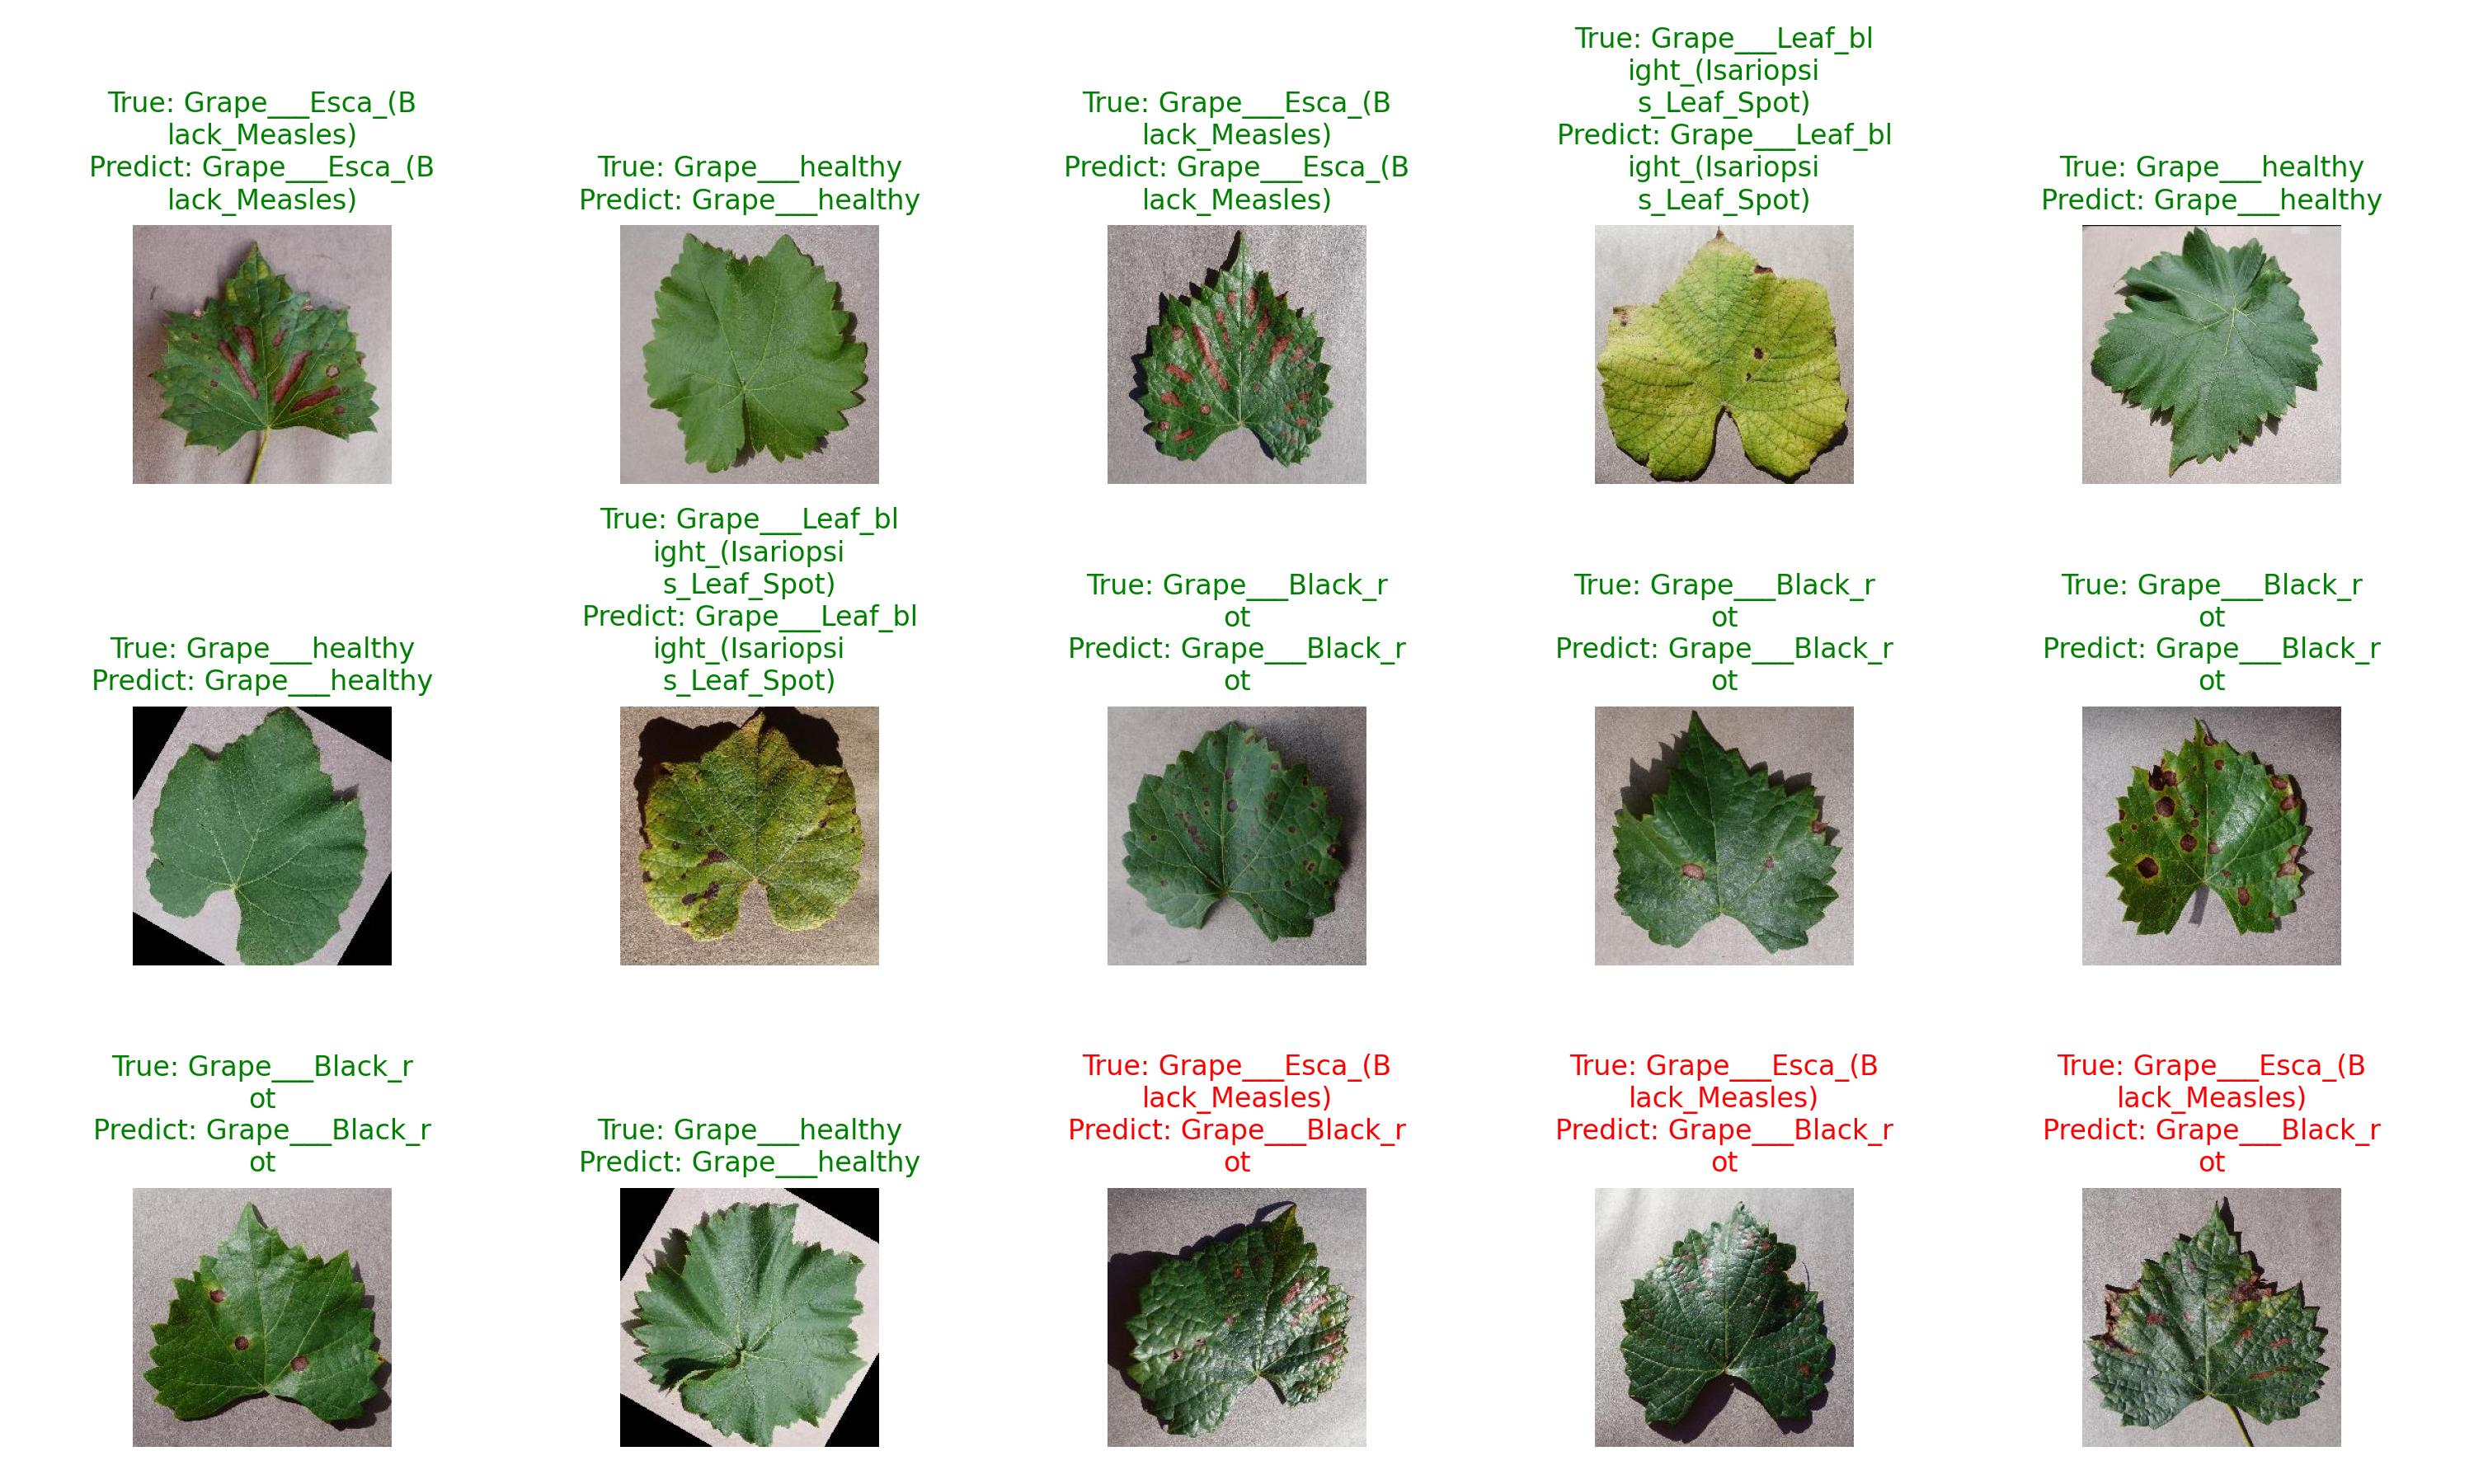 True: Grape___Esca_(B
lack_Measles)
Predict: Grape___Esca_(B
lack_Measles)
True: Grape___healthy
Predict: Grape___healthy
True: Grape___Esca_(B
lack_Measles)
Predict: Grape___Esca_(B
lack_Measles)
True: Grape___Leaf_bl
ight_(Isariopsi
s_Leaf_Spot)
Predict: Grape___Leaf_bl
ight_(Isariopsi
s_Leaf_Spot)
True: Grape___healthy
Predict: Grape___healthy
True: Grape___healthy
Predict: Grape___healthy
True: Grape___Leaf_bl
ight_(Isariopsi
s_Leaf_Spot)
Predict: Grape___Leaf_bl
ight_(Isariopsi
s_Leaf_Spot)
True: Grape___Black_r
ot
Predict: Grape___Black_r
ot
True: Grape___Black_r
ot
Predict: Grape___Black_r
ot
True: Grape___Black_r
ot
Predict: Grape___Black_r
ot
True: Grape___Black_r
ot
Predict: Grape___Black_r
ot
True: Grape___healthy
Predict: Grape___healthy
True: Grape___Esca_(B
lack_Measles)
Predict: Grape___Black_r
ot
True: Grape___Esca_(B
lack_Measles)
Predict: Grape___Black_r
ot
True: Grape___Esca_(B
lack_Measles)
Predict: Grape___Black_r
ot